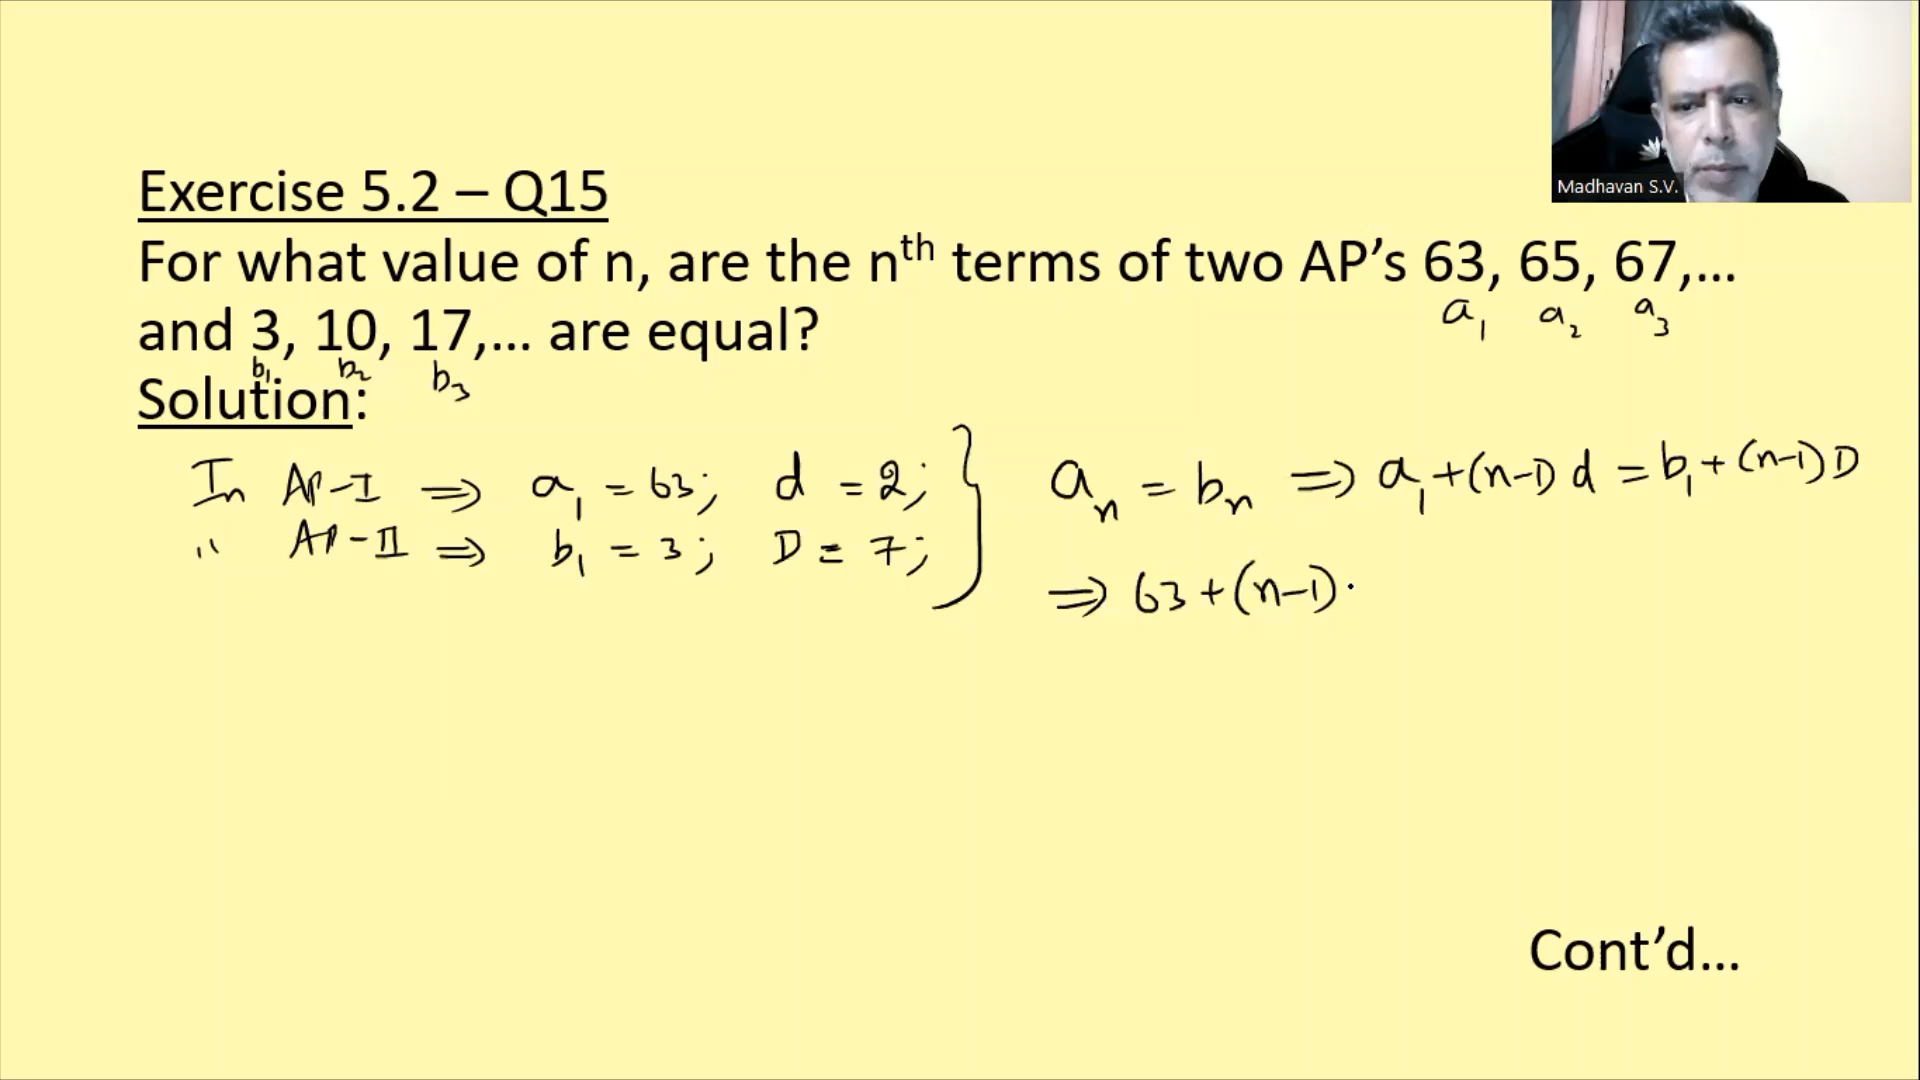 Madhavan S.V.
Exercise 5.2 – Q15
For what value of n, are the nth terms of two AP’s 63, 65, 67,...
a1 a2 a3
and 3, 10, 17,... are equal?
b1 b2 b3
Solution:
In AP-I ⇒ a1 = 63; d = 2;
" AP-II ⇒ b1 = 3; D = 7;
an = bn ⇒ a1+(n-1)d = b1+(n-1)D
⇒ 63+(n-1)·
Cont’d...